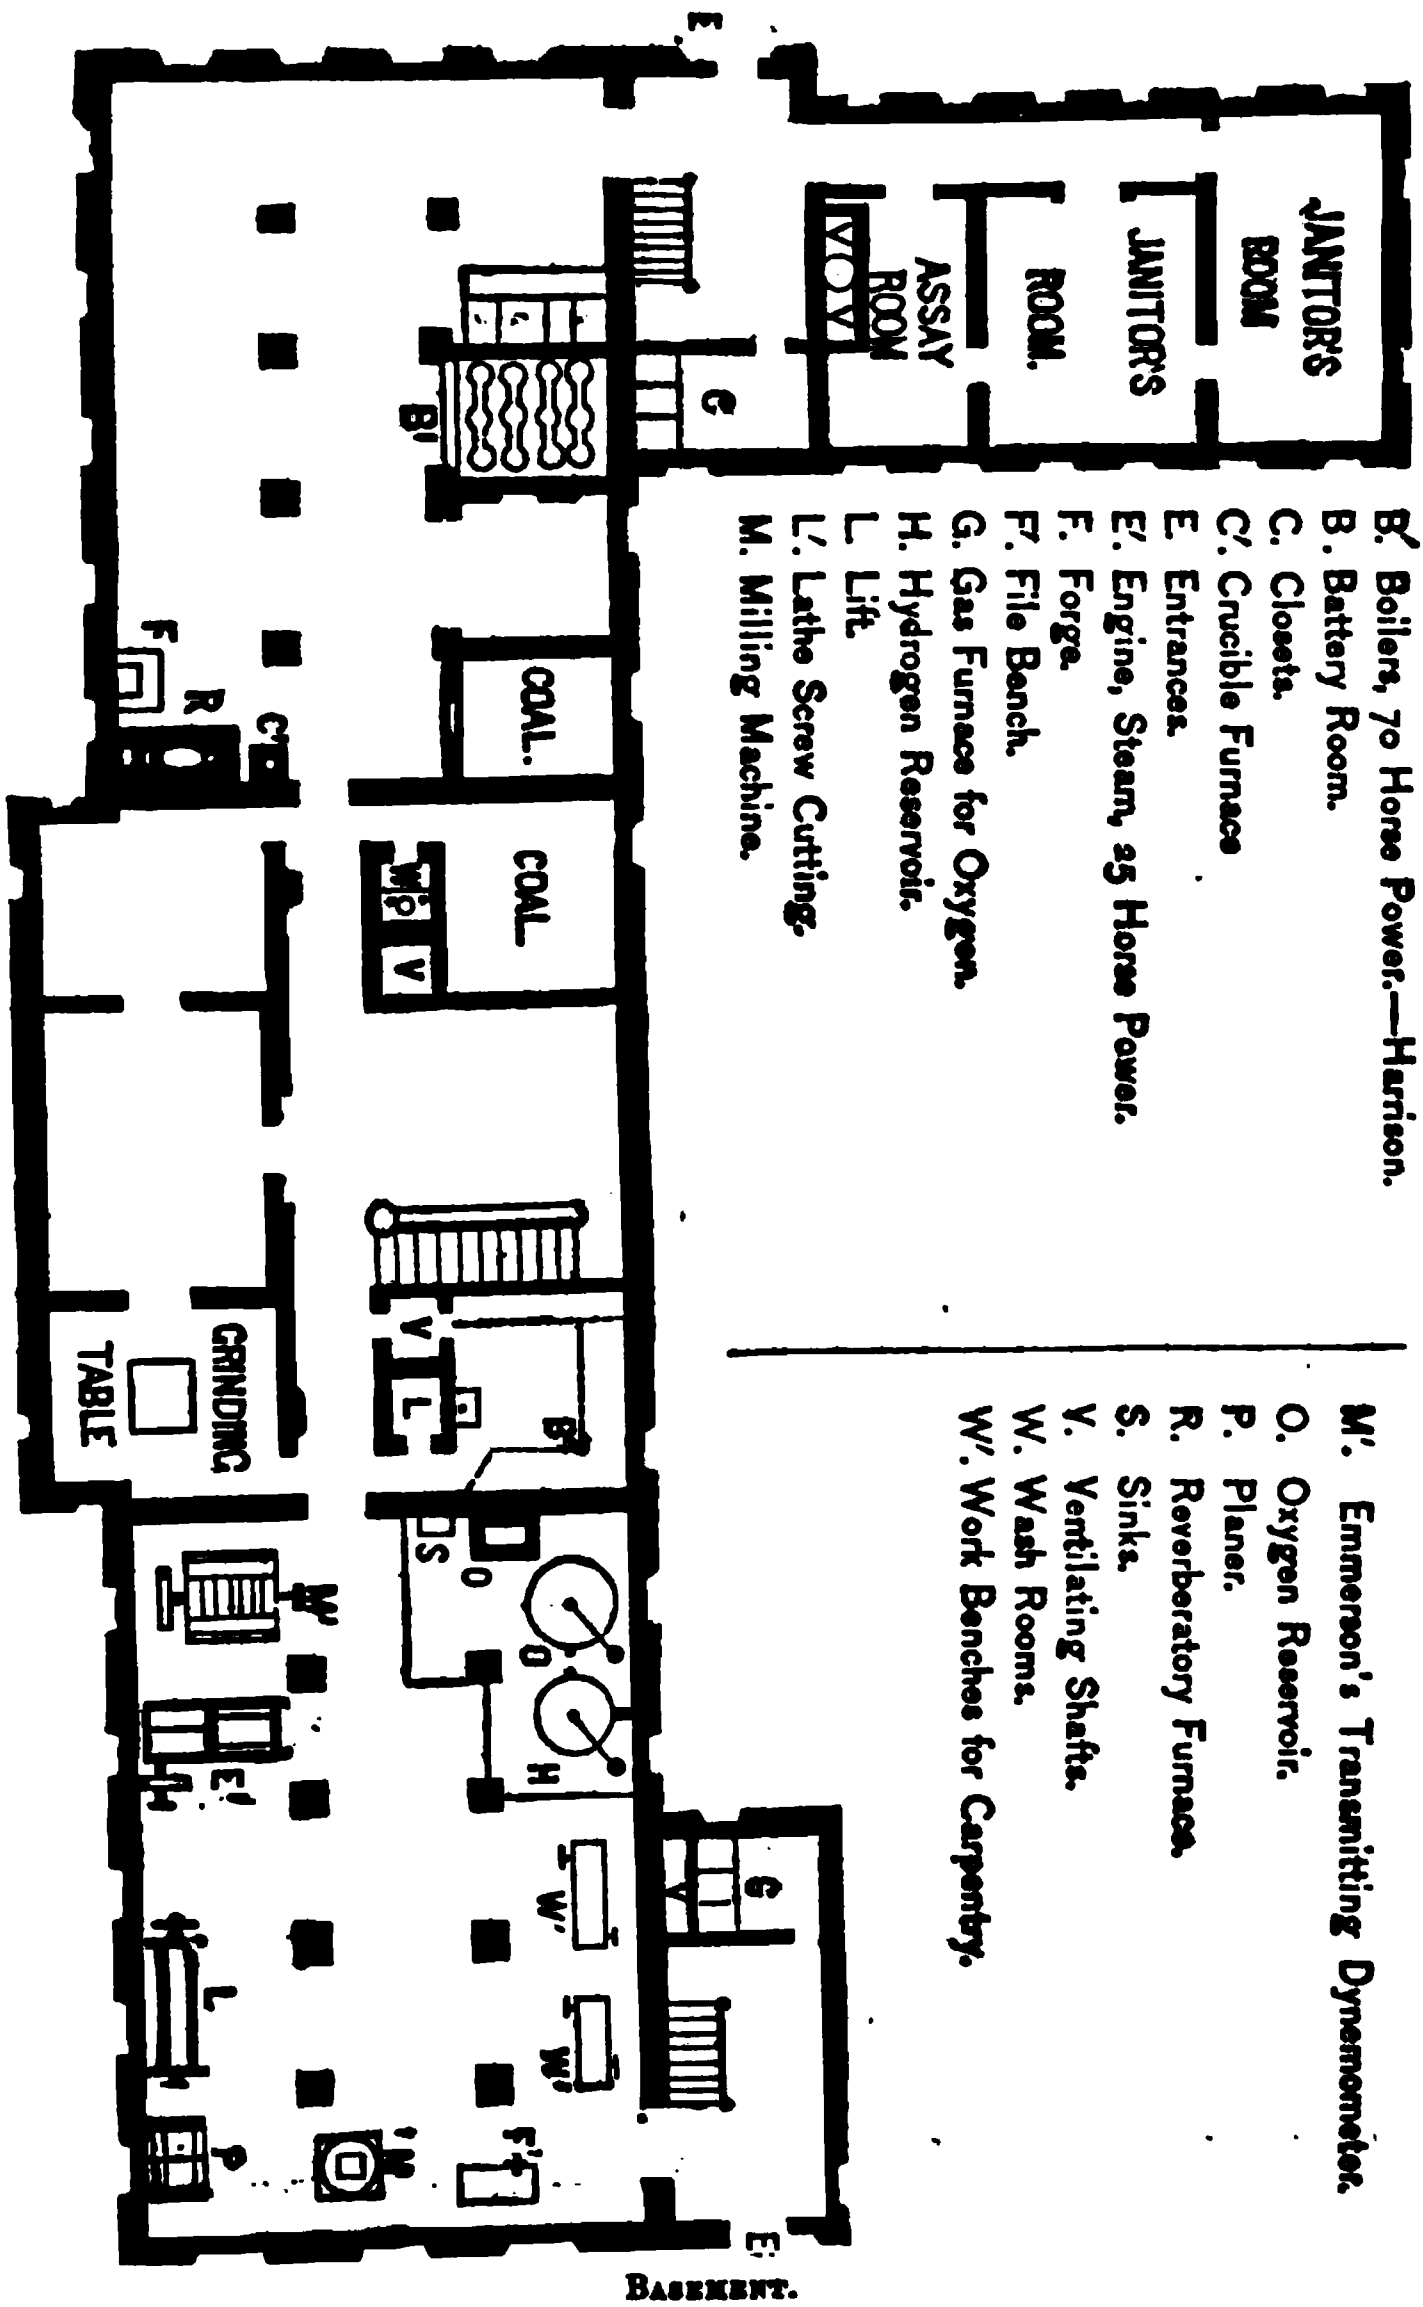 JANITOR'S
ROOM
JANITOR'S
ROOM.
ASSAY
ROOM
E
C
B'
F
R
C'
COAL.
COAL.
W
V
V
L
B
GRINDING
TABLE
S
O
O
H
M'
E'
L
P
M
F'
W'
W'
C
V
E
B'. Boilers, 70 Horse Power.—Harrison.
B. Battery Room.
C. Closets.
C'. Crucible Furnace
E. Entrances.
E'. Engine, Steam, 25 Horse Power.
F. Forge.
F'. File Bench.
G. Gas Furnace for Oxygen.
H. Hydrogen Reservoir.
L. Lift.
L'. Lathe Screw Cutting.
M. Milling Machine.
M'. Emmerson's Transmitting Dynemometer.
O. Oxygen Reservoir.
P. Planer.
R. Reverberatory Furnace.
S. Sinks.
V. Ventilating Shafts.
W. Wash Rooms.
W'. Work Benches for Carpentry.
BASEMENT.